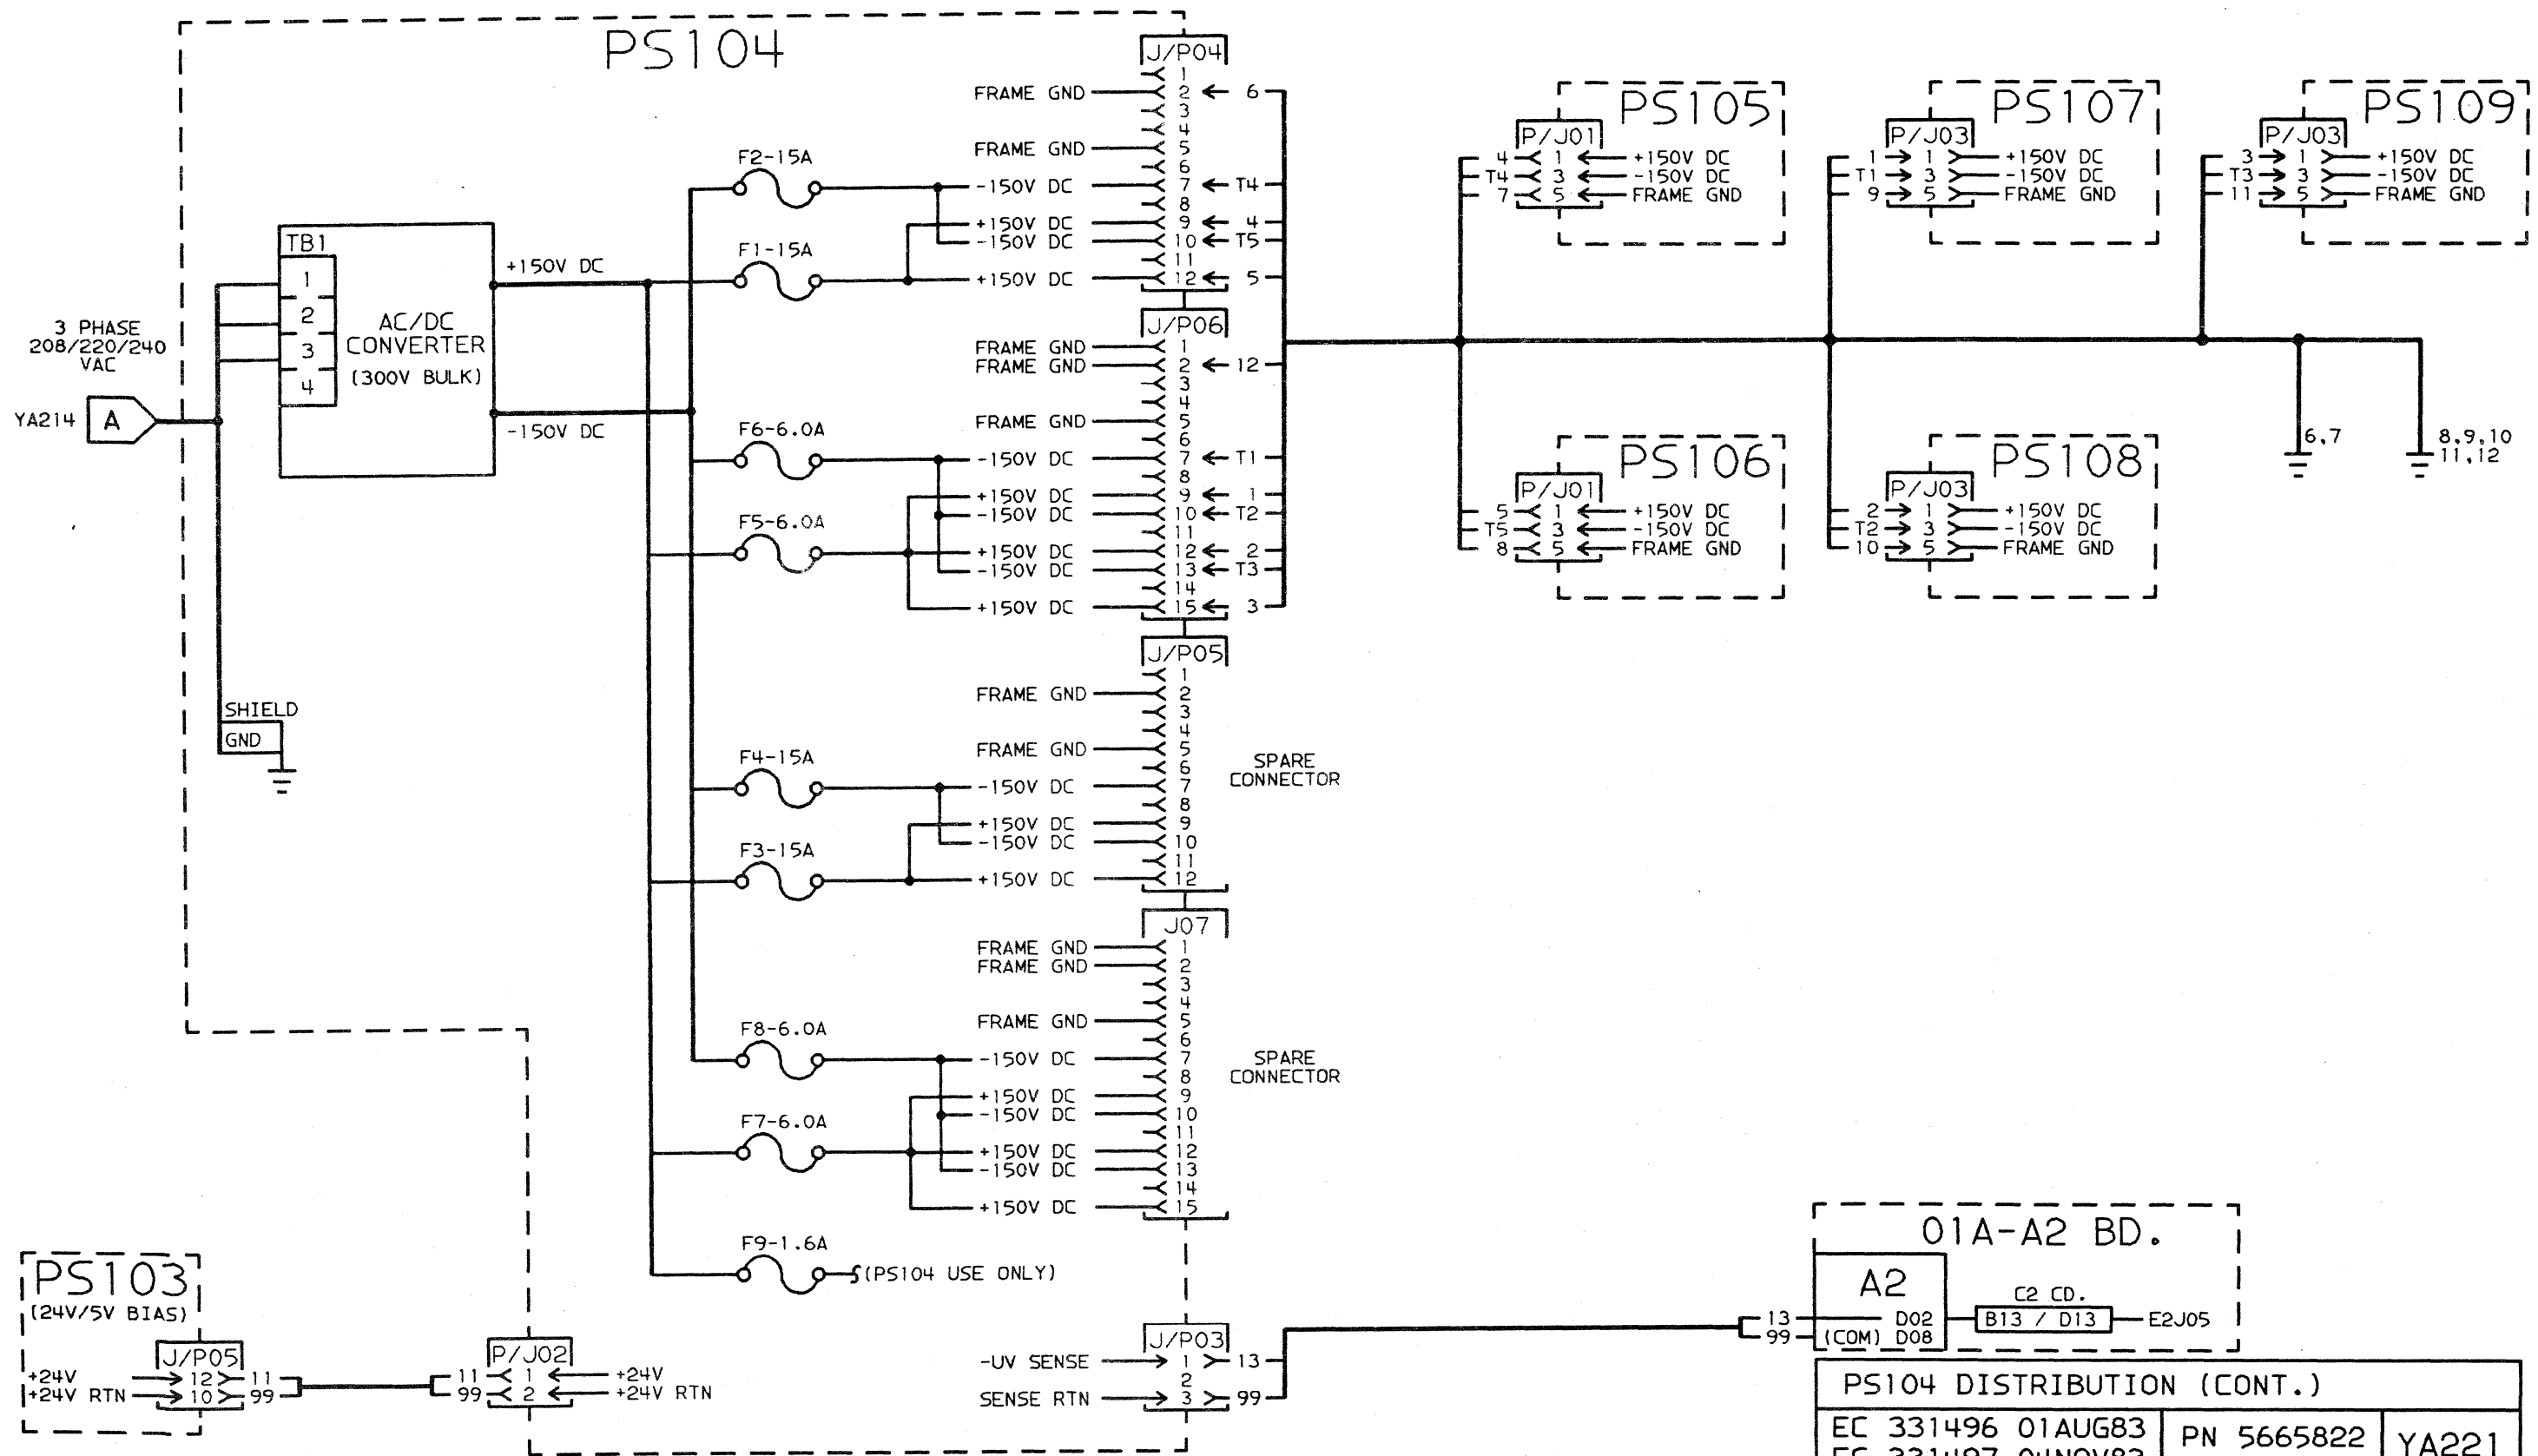 PS104
3 PHASE
208/220/240
VAC
YA214
A
TB1
1
2
3
4
AC/DC
CONVERTER
(300V BULK)
+150V DC
-150V DC
SHIELD
GND
F2-15A
F1-15A
F6-6.0A
F5-6.0A
F4-15A
F3-15A
F8-6.0A
F7-6.0A
F9-1.6A
(PS104 USE ONLY)
J/P04
1
FRAME GND 2 6
3
4
FRAME GND 5
6
-150V DC 7 T4
8
+150V DC 9 4
-150V DC 10 T5
11
+150V DC 12 5
J/P06
FRAME GND 1
FRAME GND 2 12
3
4
FRAME GND 5
6
-150V DC 7 T1
8
+150V DC 9 1
-150V DC 10 T2
11
+150V DC 12 2
-150V DC 13 T3
14
+150V DC 15 3
J/P05
1
FRAME GND 2
3
4
FRAME GND 5
6
-150V DC 7
8
+150V DC 9
-150V DC 10
11
+150V DC 12
SPARE
CONNECTOR
J07
FRAME GND 1
FRAME GND 2
3
4
FRAME GND 5
6
-150V DC 7
8
+150V DC 9
-150V DC 10
11
+150V DC 12
-150V DC 13
14
+150V DC 15
SPARE
CONNECTOR
J/P03
-UV SENSE 1 13
2
SENSE RTN 3 99
PS105
P/J01
4 1 +150V DC
T4 3 -150V DC
7 5 FRAME GND
PS107
P/J03
1 1 +150V DC
T1 3 -150V DC
9 5 FRAME GND
PS109
P/J03
3 1 +150V DC
T3 3 -150V DC
11 5 FRAME GND
PS106
P/J01
5 1 +150V DC
T5 3 -150V DC
8 5 FRAME GND
PS108
P/J03
2 1 +150V DC
T2 3 -150V DC
10 5 FRAME GND
6,7
8,9,10
11,12
PS103
(24V/5V BIAS)
J/P05
+24V 12 11
+24V RTN 10 99
P/J02
11 1 +24V
99 2 +24V RTN
01A-A2 BD.
A2
C2 CD.
13 D02 B13 / D13 E2J05
99 (COM) D08
PS104 DISTRIBUTION (CONT.)
EC 331496 01AUG83
EC 331497 04NOV83
PN 5665822
YA221